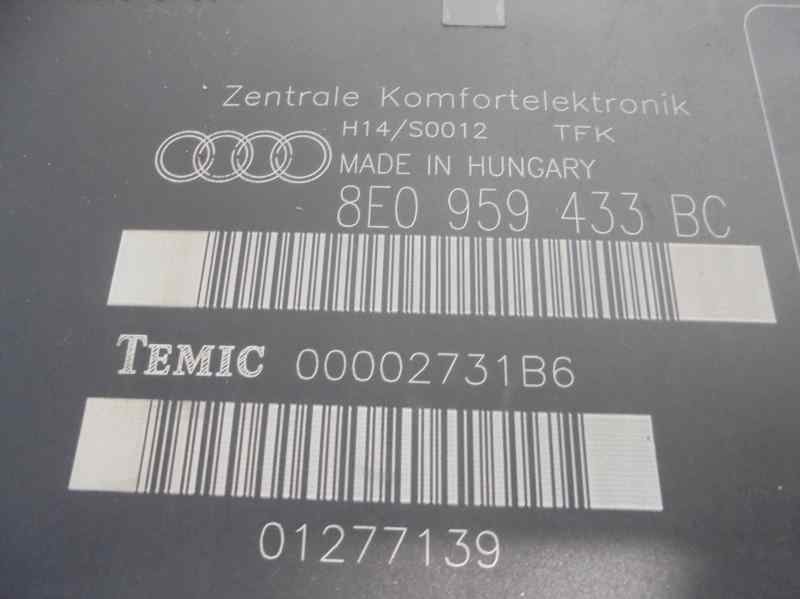 Zentrale Komfortelektronik
H14/S0012 TFK
MADE IN HUNGARY
8E0 959 433 BC
TEMIC 00002731B6
01277139